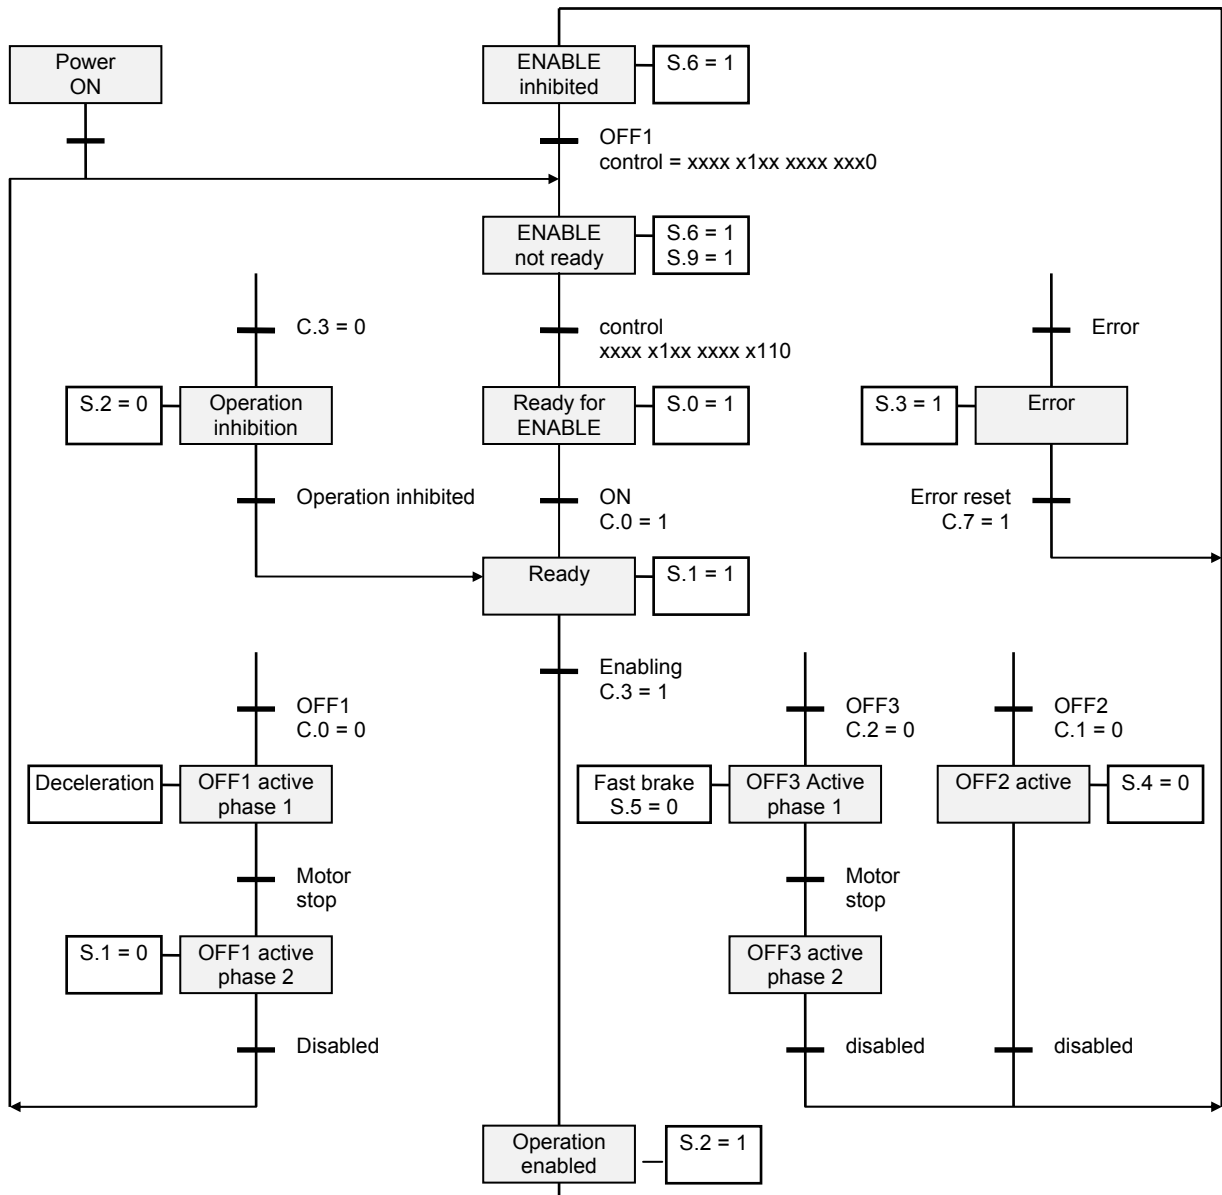 Power
ON
ENABLE
inhibited
S.6 = 1
OFF1
control = xxxx x1xx xxxx xxx0
ENABLE
not ready
S.6 = 1
S.9 = 1
C.3 = 0
control
xxxx x1xx xxxx x110
Error
S.2 = 0
Operation
inhibition
Ready for
ENABLE
S.0 = 1
S.3 = 1
Error
Operation inhibited
ON
C.0 = 1
Error reset
C.7 = 1
Ready
S.1 = 1
Enabling
C.3 = 1
OFF1
C.0 = 0
OFF3
C.2 = 0
OFF2
C.1 = 0
Deceleration
OFF1 active
phase 1
Fast brake
S.5 = 0
OFF3 Active
phase 1
OFF2 active
S.4 = 0
Motor
stop
Motor
stop
S.1 = 0
OFF1 active
phase 2
OFF3 active
phase 2
Disabled
disabled
disabled
Operation
enabled
S.2 = 1